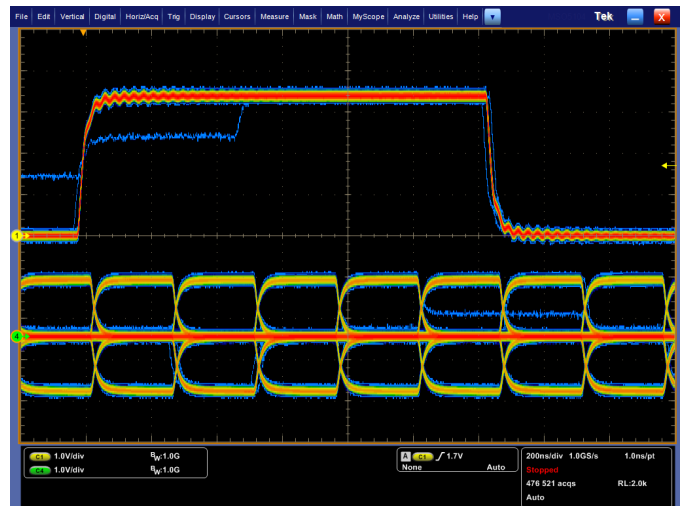 File Edit Vertical Digital Horiz/Acq Trig Display Cursors Measure Mask Math MyScope Analyze Utilities Help Tek X
1
4
C1 1.0V/div BW:1.0G
C4 1.0V/div BW:1.0G
A C1 1.7V
None Auto
200ns/div 1.0GS/s 1.0ns/pt
Stopped
476 521 acqs RL:2.0k
Auto